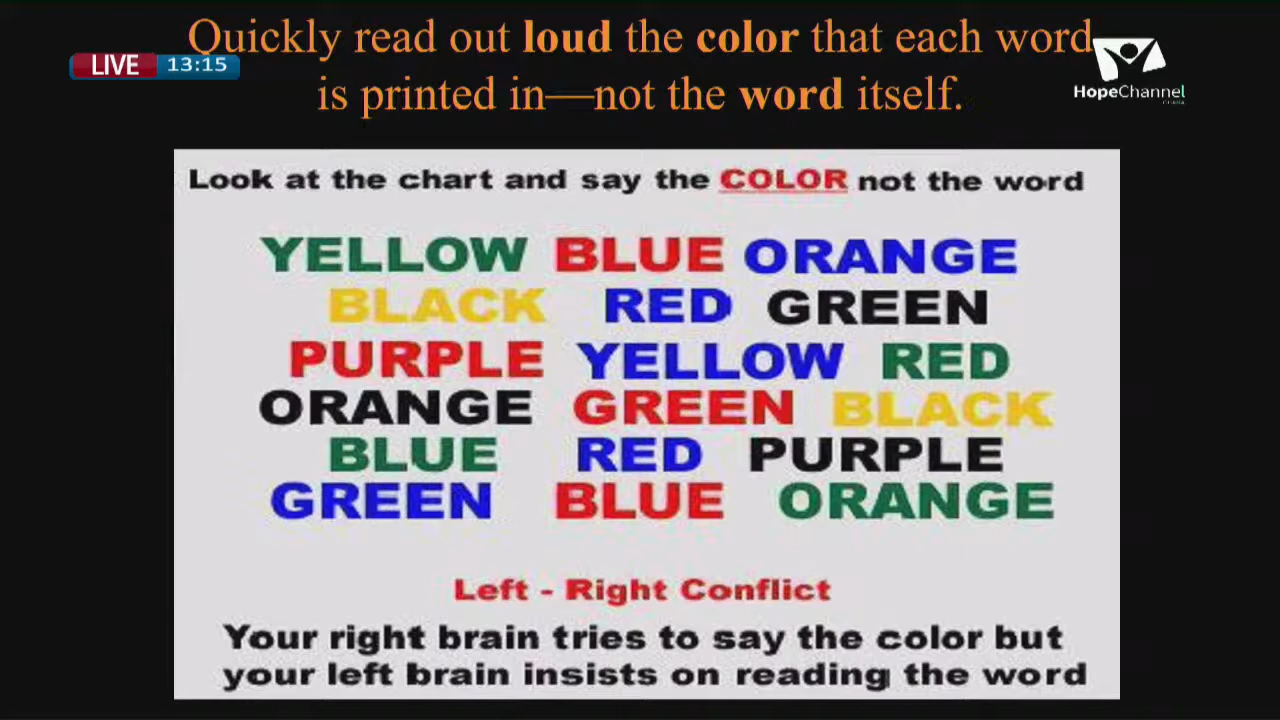 Quickly read out loud the color that each word
LIVE 13:15
is printed in—not the word itself.
HopeChannel
Look at the chart and say the COLOR not the word
YELLOW BLUE ORANGE
BLACK RED GREEN
PURPLE YELLOW RED
ORANGE GREEN BLACK
BLUE RED PURPLE
GREEN BLUE ORANGE
Left - Right Conflict
Your right brain tries to say the color but
your left brain insists on reading the word